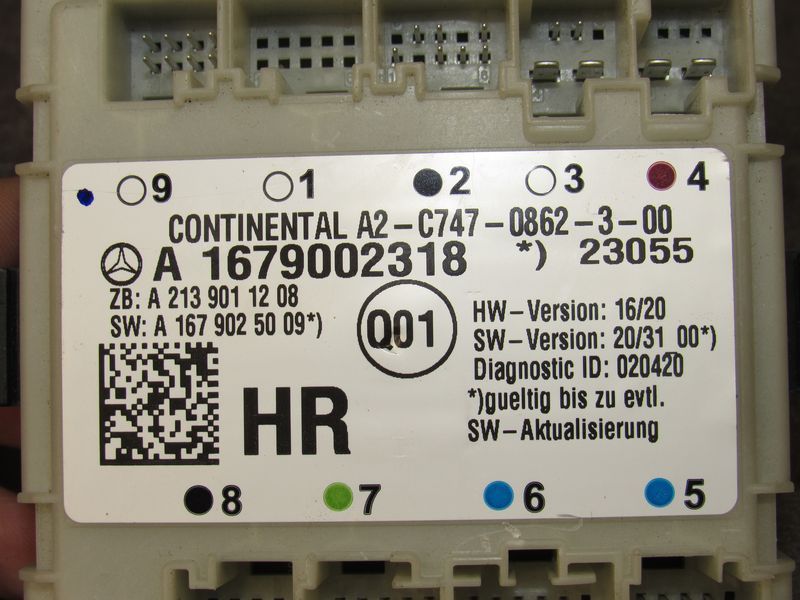 9 1 2 3 4
CONTINENTAL A2-C747-0862-3-00
A 1679002318 *) 23055
ZB: A 213 901 12 08
SW: A 167 902 50 09*)
Q01
HW-Version: 16/20
SW-Version: 20/31 00*)
Diagnostic ID: 020420
*)gueltig bis zu evtl.
SW-Aktualisierung
HR
8 7 6 5